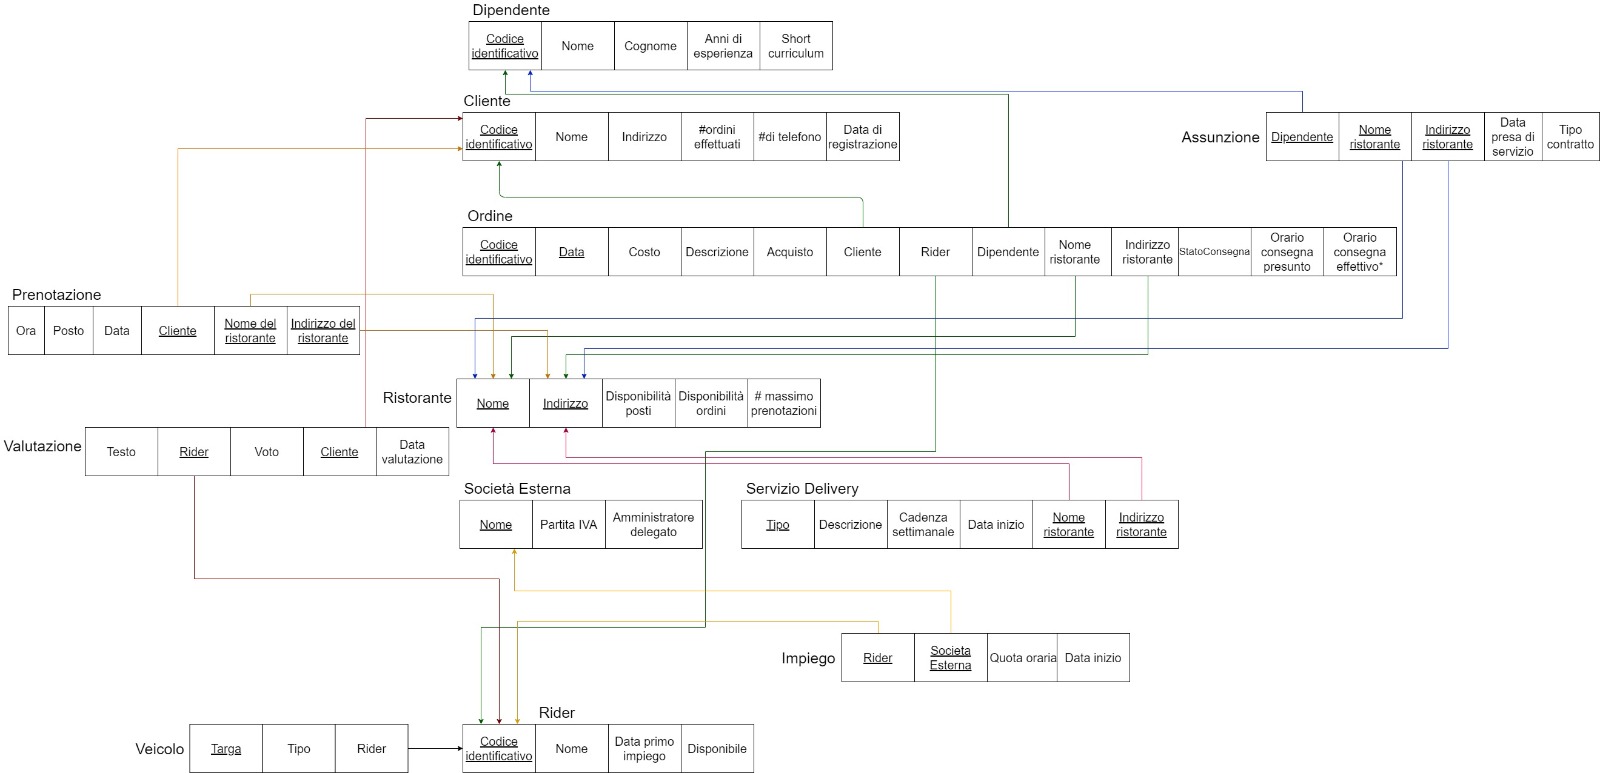 Dipendente
Codice
identificativo
Nome
Cognome
Anni di
esperienza
Short
curriculum
Cliente
Codice
identificativo
Nome
Indirizzo
#ordini
effettuati
#di telefono
Data di
registrazione
Assunzione
Dipendente
Nome
ristorante
Indirizzo
ristorante
Data
presa di
servizio
Tipo
contratto
Ordine
Codice
identificativo
Data
Costo
Descrizione
Acquisto
Cliente
Rider
Dipendente
Nome
ristorante
Indirizzo
ristorante
StatoConsegna
Orario
consegna
presunto
Orario
consegna
effettivo*
Prenotazione
Ora
Posto
Data
Cliente
Nome del
ristorante
Indirizzo del
ristorante
Ristorante
Nome
Indirizzo
Disponibilità
posti
Disponibilità
ordini
# massimo
prenotazioni
Valutazione
Testo
Rider
Voto
Cliente
Data
valutazione
Società Esterna
Nome
Partita IVA
Amministratore
delegato
Servizio Delivery
Tipo
Descrizione
Cadenza
settimanale
Data inizio
Nome
ristorante
Indirizzo
ristorante
Impiego
Rider
Societa
Esterna
Quota oraria
Data inizio
Rider
Codice
identificativo
Nome
Data primo
impiego
Disponibile
Veicolo
Targa
Tipo
Rider